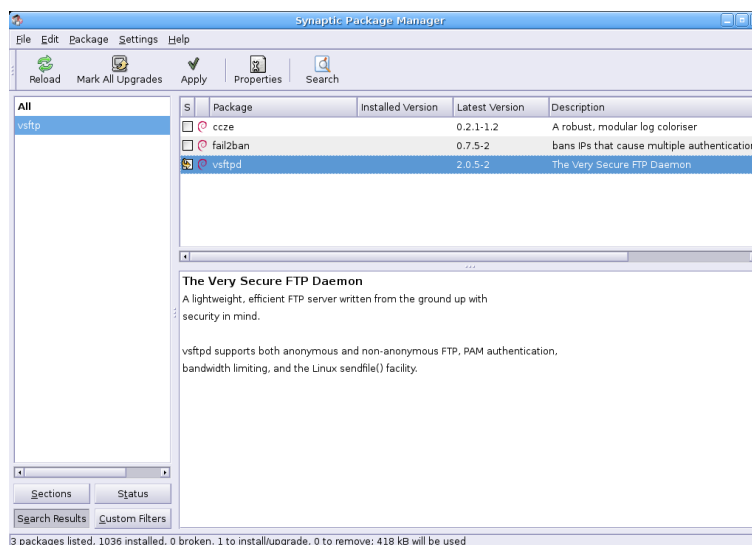 Synaptic Package Manager
File Edit Package Settings Help
Reload Mark All Upgrades Apply Properties Search
All
vsftp
S Package Installed Version Latest Version Description
ccze 0.2.1-1.2 A robust, modular log coloriser
fail2ban 0.7.5-2 bans IPs that cause multiple authentication
vsftpd 2.0.5-2 The Very Secure FTP Daemon
The Very Secure FTP Daemon
A lightweight, efficient FTP server written from the ground up with
security in mind.
vsftpd supports both anonymous and non-anonymous FTP, PAM authentication,
bandwidth limiting, and the Linux sendfile() facility.
Sections Status
Search Results Custom Filters
3 packages listed, 1036 installed, 0 broken. 1 to install/upgrade, 0 to remove; 418 kB will be used